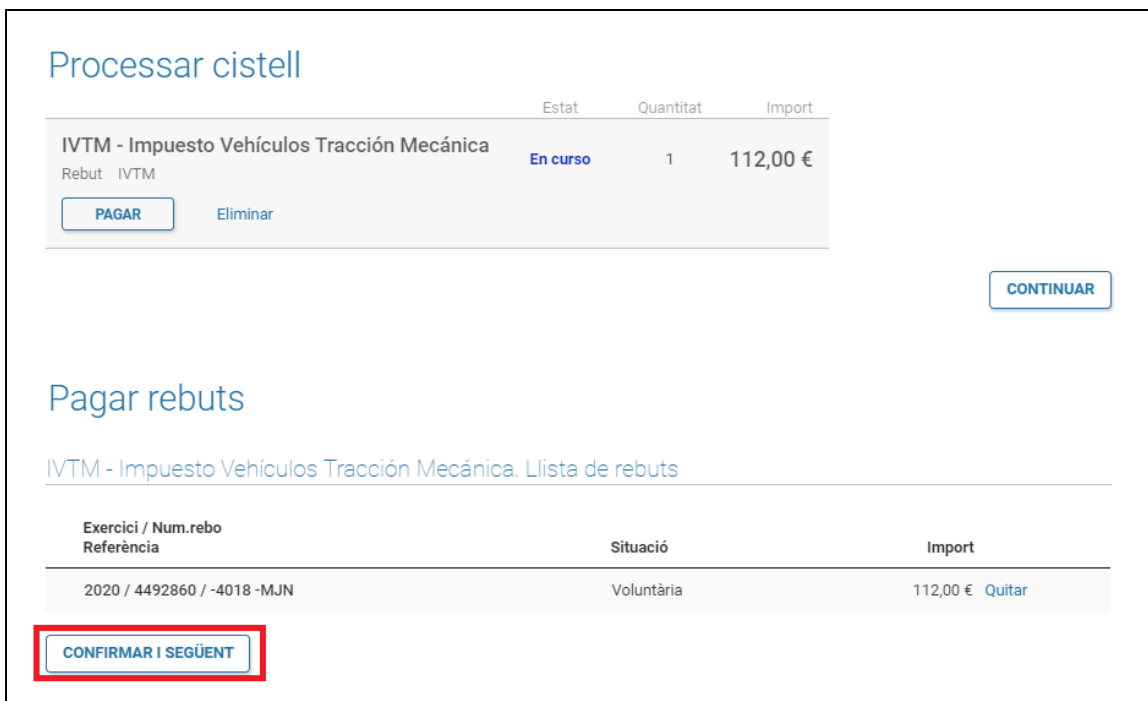 Processar cistell
Estat Quantitat Import
IVTM - Impuesto Vehículos Tracción Mecánica
En curso 1 112,00 €
Rebut IVTM
PAGAR Eliminar
CONTINUAR
Pagar rebuts
IVTM - Impuesto Vehículos Tracción Mecánica. Llista de rebuts
Exercici / Num.rebo
Referència Situació Import
2020 / 4492860 / -4018 -MJN Voluntària 112,00 € Quitar
CONFIRMAR I SEGÜENT